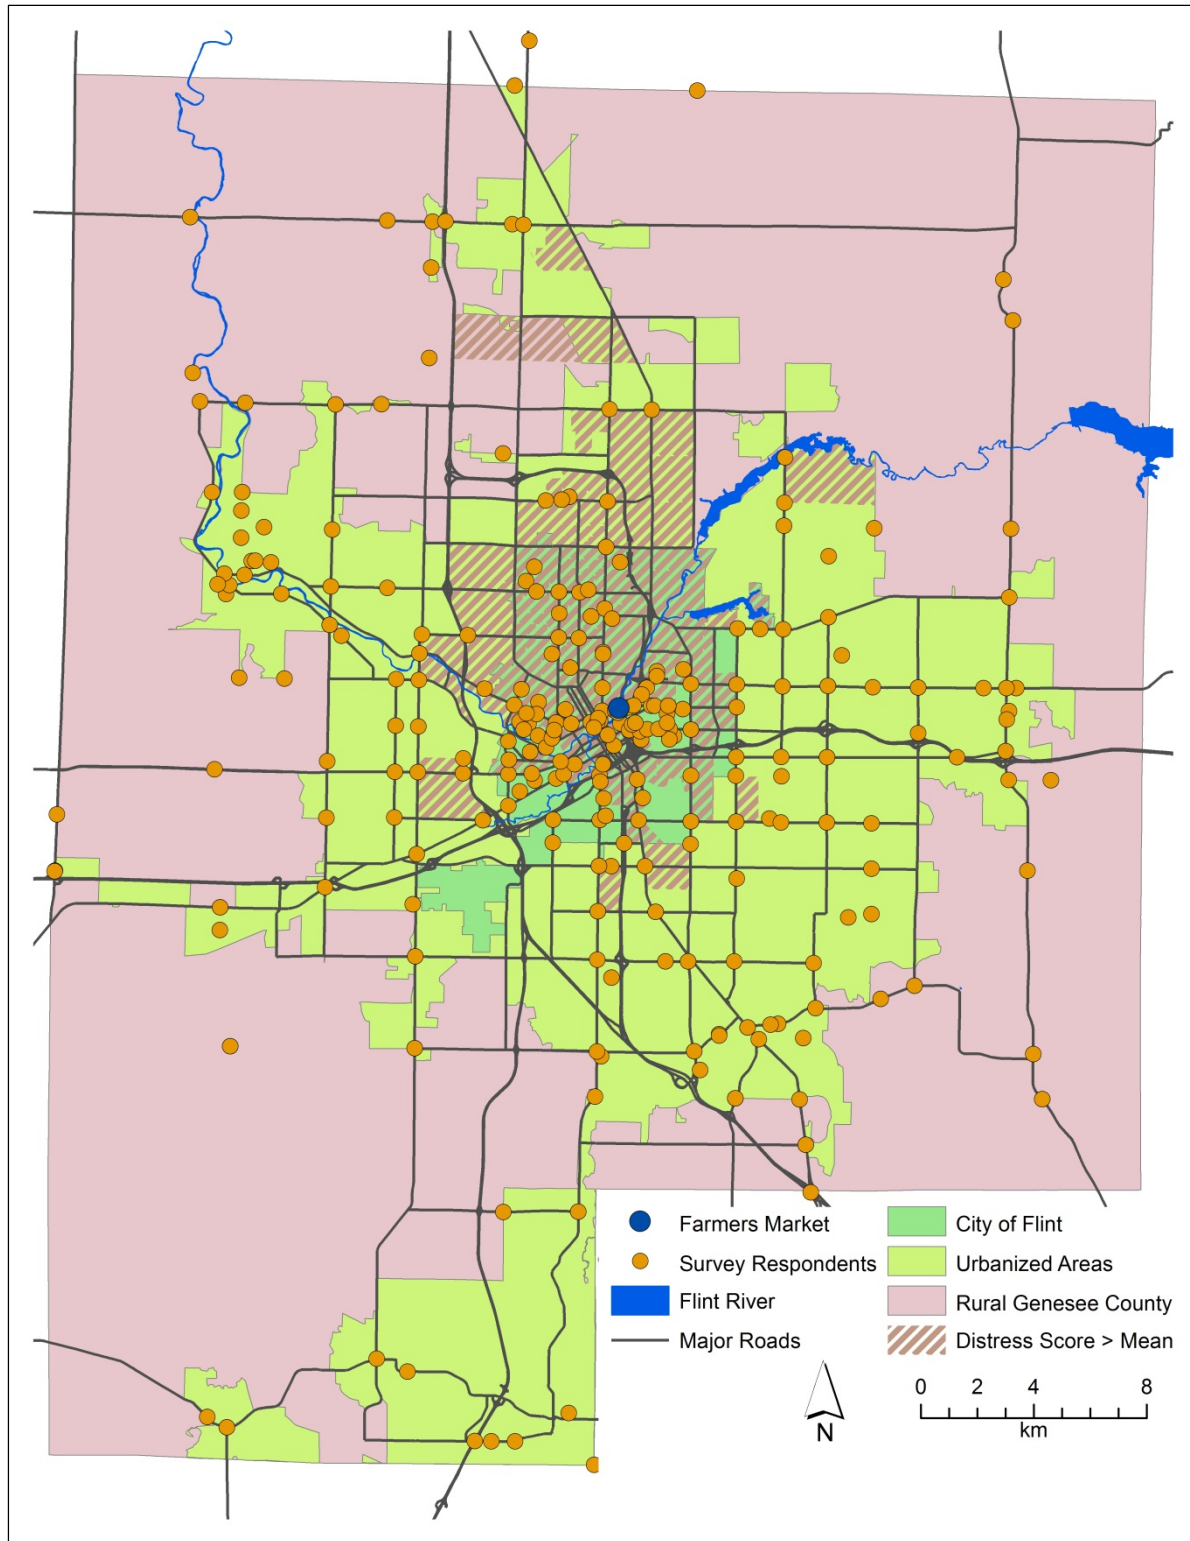 Farmers Market
Survey Respondents
Flint River
Major Roads
City of Flint
Urbanized Areas
Rural Genesee County
Distress Score > Mean
N
0 2 4 8
km